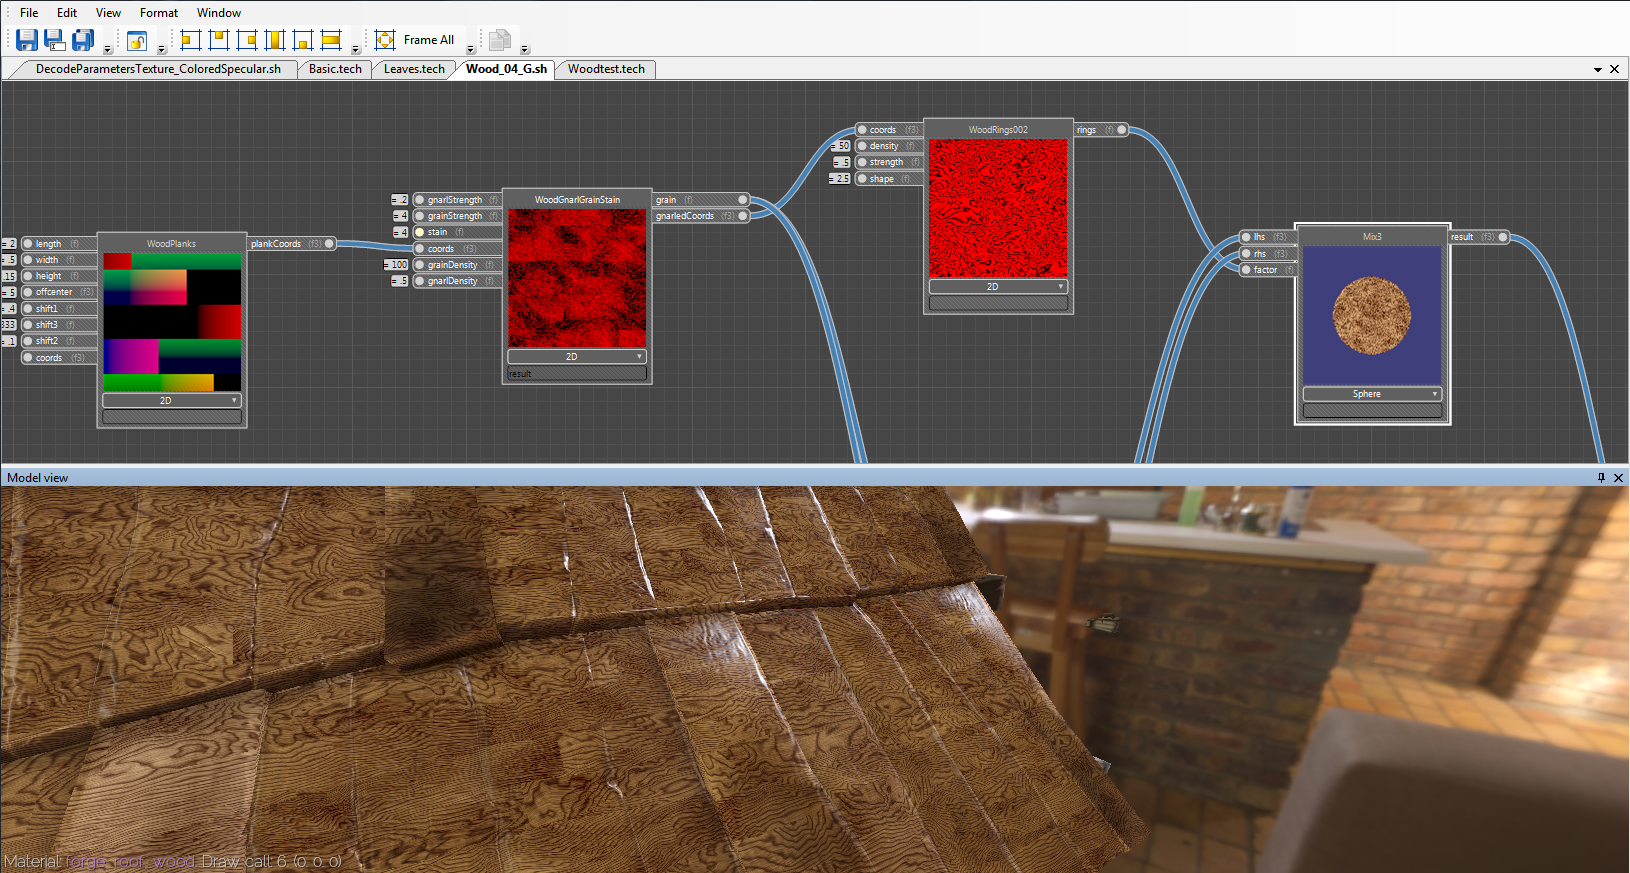 File Edit View Format Window
Frame All
DecodeParametersTexture_ColoredSpecular.sh Basic.tech Leaves.tech Wood_04_G.sh Woodtest.tech
WoodPlanks
= 2 length (f)
= .5 width (f)
.15 height (f)
= 5 offcenter (f3)
= .4 shift1 (f)
333 shift3 (f)
= .1 shift2 (f)
coords (f3)
plankCoords (f3)
2D
WoodGnarlGrainStain
= .2 gnarlStrength (f)
= 4 grainStrength (f)
= 4 stain (f)
coords (f3)
= 100 grainDensity (f)
= .5 gnarlDensity (f)
grain (f)
gnarledCoords (f3)
2D
result
WoodRings002
coords (f3)
= 50 density (f)
= .5 strength (f)
= 2.5 shape (f)
rings (f)
2D
Mix3
lhs (f3)
rhs (f3)
factor (f)
result (f3)
Sphere
Model view
Material: forge_roof_wood Draw call: 6 (0, 0, 0)